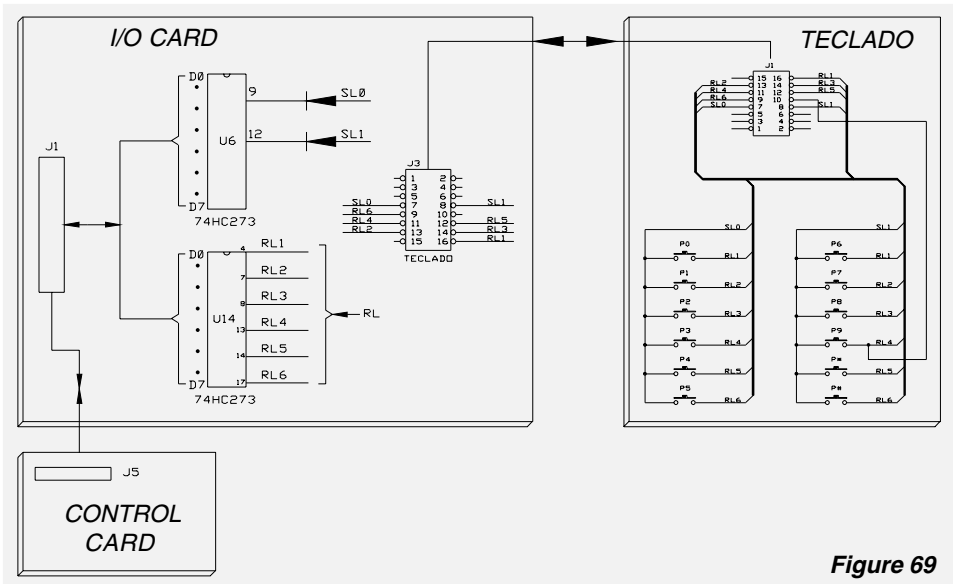 I/O CARD
D0
9
SL0
J1
U6
12
SL1
D7
74HC273
D0
4
RL1
7
RL2
8
RL3
U14
13
RL4
RL
14
RL5
17
RL6
D7
74HC273
J3
1 2
3 4
5 6
SL0 7 8 SL1
RL6 9 10
RL4 11 12 RL5
RL2 13 14 RL3
15 16 RL1
TECLADO
TECLADO
J1
15 16 RL1
RL2 13 14 RL3
RL4 11 12 RL5
RL6 9 10
SL0 7 8 SL1
5 6
3 4
1 2
SL0 SL1
P0 RL1 P6 RL1
P1 RL2 P7 RL2
P2 RL3 P8 RL3
P3 RL4 P9 RL4
P4 RL5 P* RL5
P5 RL6 P# RL6
J5
CONTROL
CARD
Figure 69